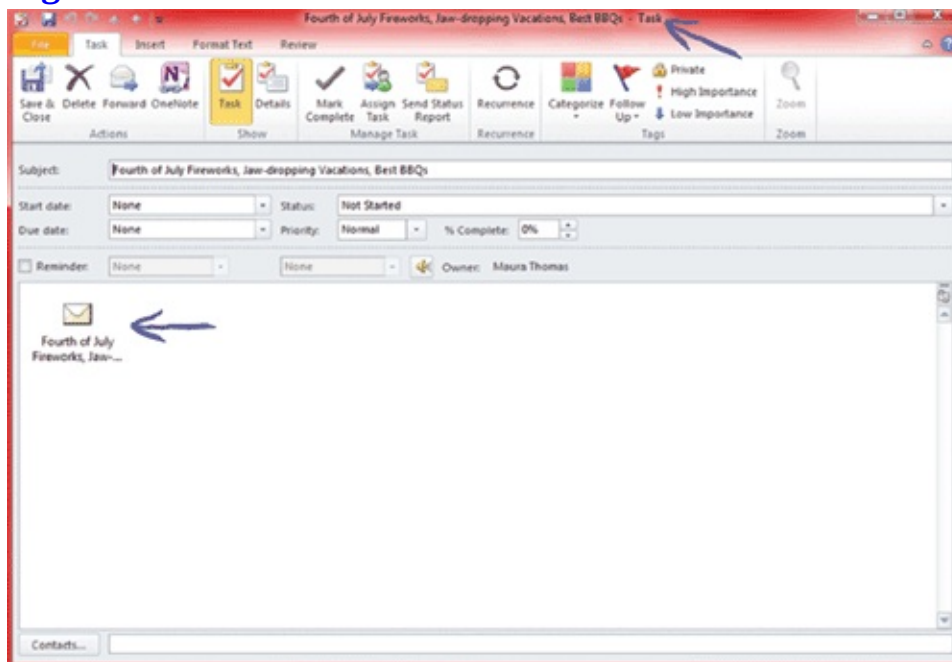 Fourth of July Fireworks, Jaw-dropping Vacations, Best BBQs - Task
File Task Insert Format Text Review
Save & Close Delete Forward OneNote Task Details Mark Complete Assign Task Send Status Report Recurrence Categorize Follow Up Private High Importance Low Importance Zoom
Actions Show Manage Task Recurrence Tags Zoom
Subject: Fourth of July Fireworks, Jaw-dropping Vacations, Best BBQs
Start date: None Status: Not Started
Due date: None Priority: Normal % Complete: 0%
Reminder: None None Owner: Maura Thomas
Fourth of July
Fireworks, Jaw-...
Contacts...